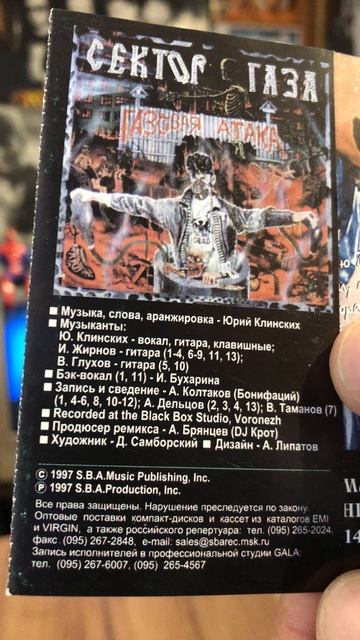 СЕКТОР ГАЗА
ГАЗОВАЯ АТАКА
DEAD
■ Музыка, слова, аранжировка - Юрий Клинских
■ Музыканты:
Ю. Клинских - вокал, гитара, клавишные;
И. Жирнов - гитара (1-4, 6-9, 11, 13);
В. Глухов - гитара (5, 10)
■ Бэк-вокал (1, 11) - И. Бухарина
■ Запись и сведение - А. Колтаков (Бонифаций)
(1, 4-6, 8, 10-12); А. Дельцов (2, 3, 4, 13); В. Таманов (7)
■ Recorded at the Black Box Studio, Voronezh
■ Продюсер ремикса - А. Брянцев (DJ Крот)
■ Художник - Д. Самборский ■ Дизайн - А. Липатов
© 1997 S.B.A.Music Publishing, Inc.
℗ 1997 S.B.A.Production, Inc.
Все права защищены. Нарушение преследуется по закону.
Оптовые поставки компакт-дисков и кассет из каталогов EMI
и VIRGIN, а также российского репертуара: тел. (095) 265-2024,
факс (095) 267-2848, e-mail: sales@sbarec.msk.ru
Запись исполнителей в профессиональной студии GALA:
тел. (095) 267-6007, (095) 265-4567